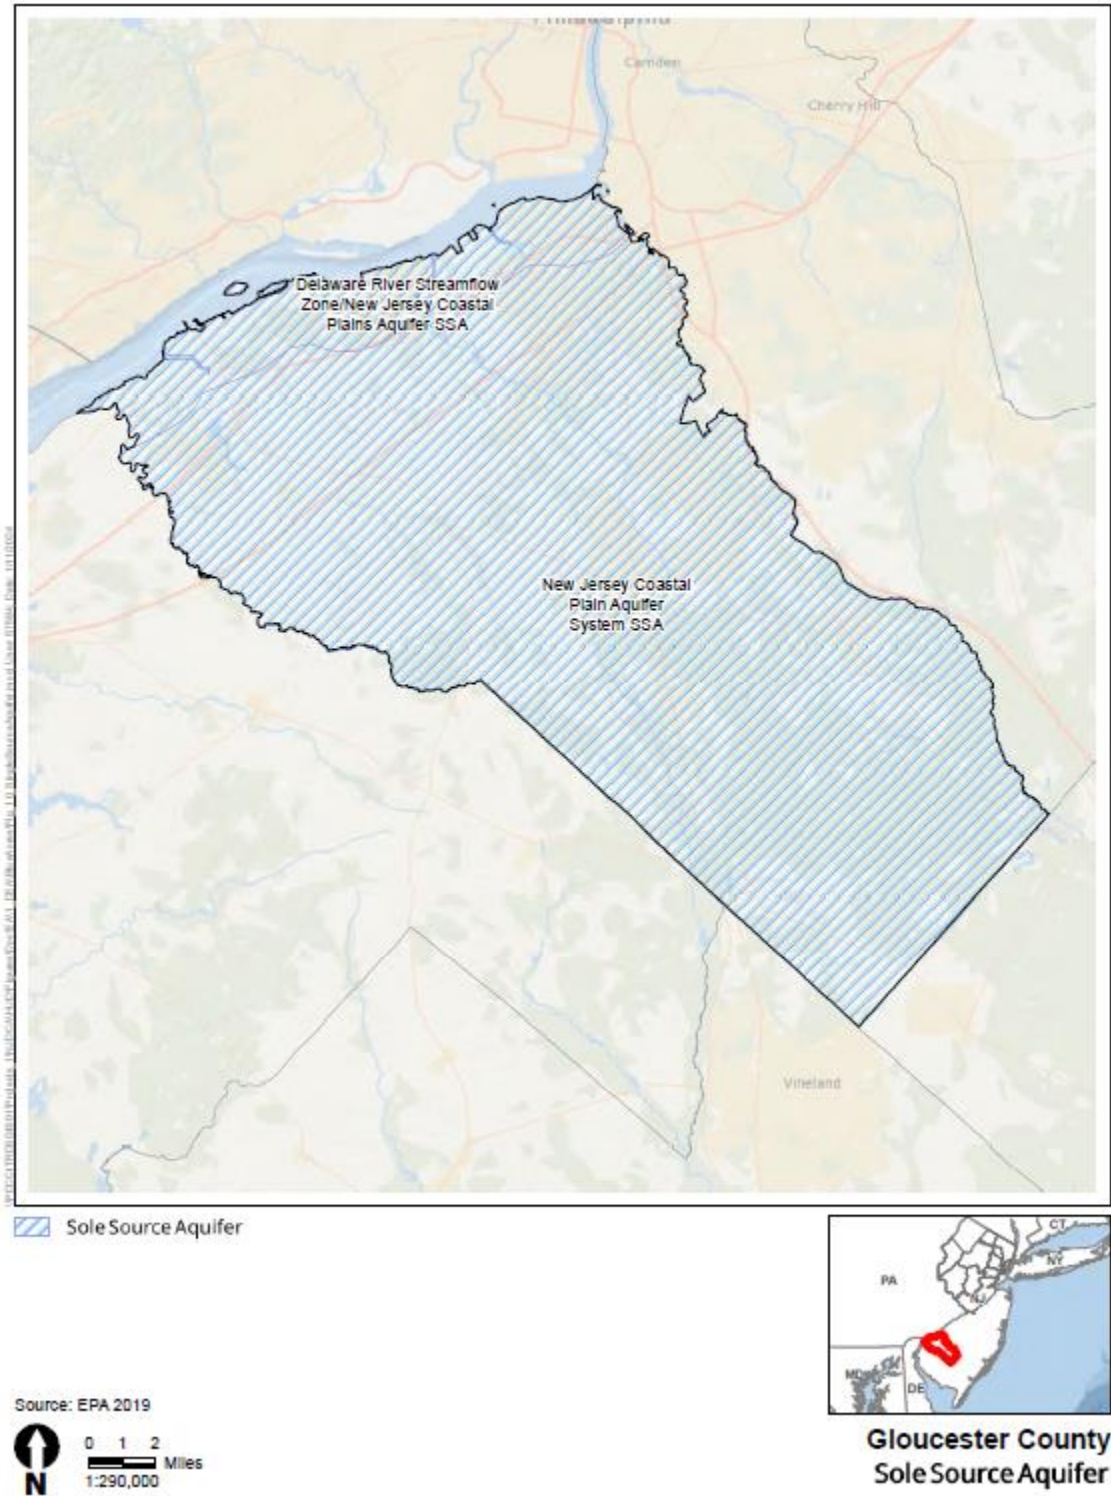 Camden
Cherry Hill
Delaware River Streamflow
Zone/New Jersey Coastal
Plains Aquifer SSA
New Jersey Coastal
Plain Aquifer
System SSA
Vineland
Sole Source Aquifer
CT
NY
PA
NJ
MD
DE
Source: EPA 2019
0 1 2
Miles
1:290,000
N
Gloucester County
Sole Source Aquifer